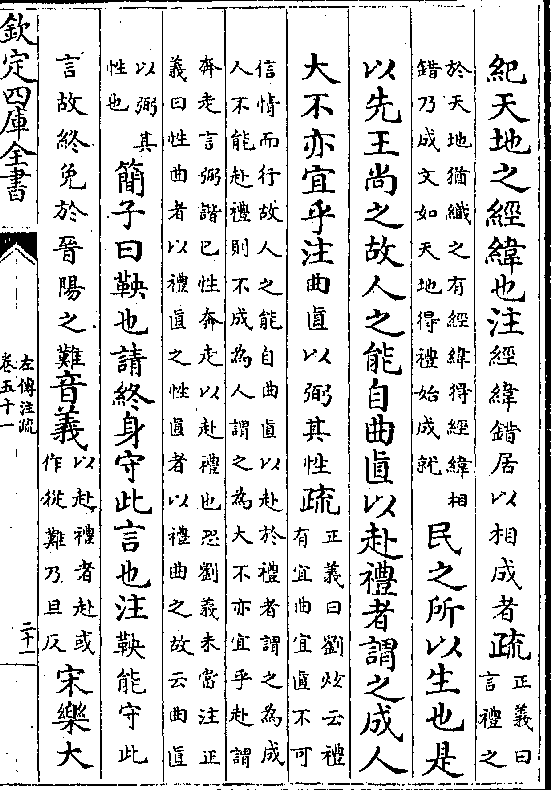 紀天地之經緯也注經緯錯居以相成者疏
正義曰
言禮之
於天地猶織之有經緯得經緯相
錯乃成文如天地得禮始成就
民之所以生也是
以先王尚之故人之能自曲直以赴禮者謂之成人
大不亦宜乎注曲直以弼其性疏
正義曰劉炫云禮
有宜曲宜直不可
信情而行故人之能自曲直以赴於禮者謂之為成
人不能赴禮則不成為人謂之為大不亦宜乎赴謂
奔走言弼諧已性奔走以赴禮也恐劉義未當注正
義曰性曲者以禮直之性直者以禮曲之故云曲直
以弼其
性也
簡子曰鞅也請終身守此言也注鞅能守此
言故終免於晉陽之難音義
以赴禮者赴或
作從難乃旦反
宋樂大
欽定四庫全書
左傳注疏
卷五十一